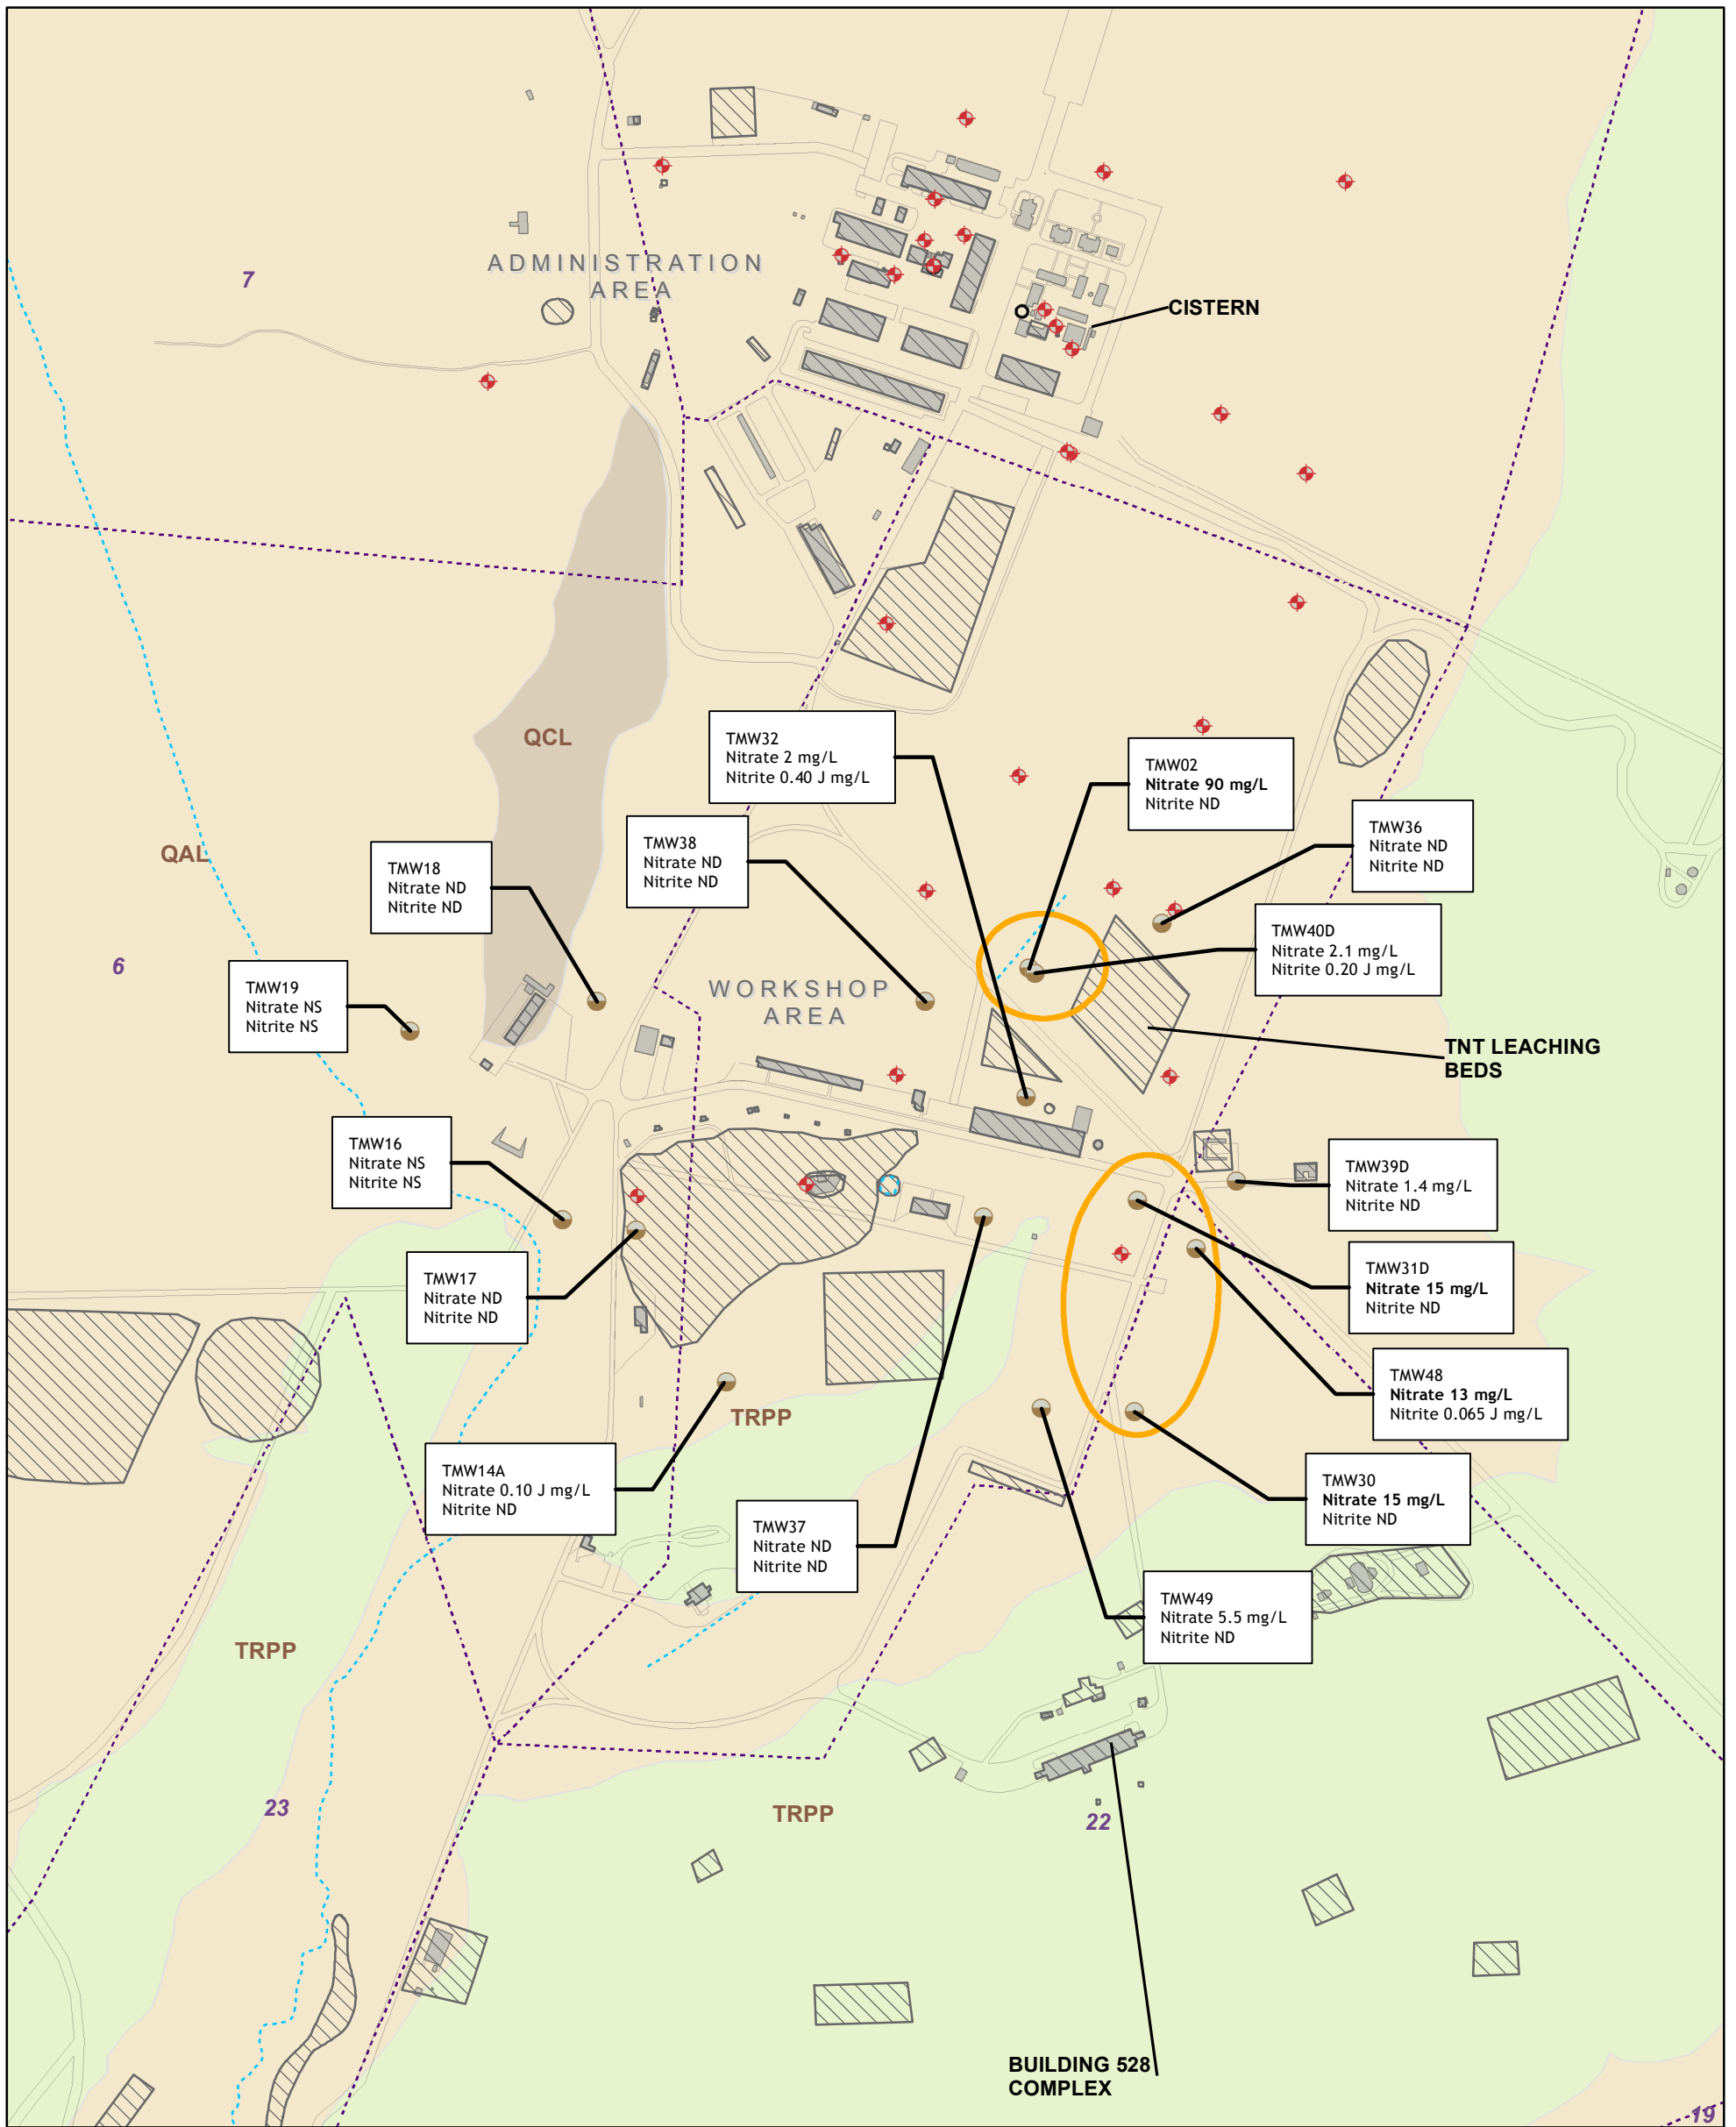 7
ADMINISTRATION
AREA
CISTERN
QCL
TMW32
Nitrate 2 mg/L
Nitrite 0.40 J mg/L
TMW02
Nitrate 90 mg/L
Nitrite ND
TMW38
Nitrate ND
Nitrite ND
TMW36
Nitrate ND
Nitrite ND
QAL
TMW18
Nitrate ND
Nitrite ND
TMW40D
Nitrate 2.1 mg/L
Nitrite 0.20 J mg/L
6
TMW19
Nitrate NS
Nitrite NS
WORKSHOP
AREA
TNT LEACHING
BEDS
TMW16
Nitrate NS
Nitrite NS
TMW39D
Nitrate 1.4 mg/L
Nitrite ND
TMW17
Nitrate ND
Nitrite ND
TMW31D
Nitrate 15 mg/L
Nitrite ND
TMW48
Nitrate 13 mg/L
Nitrite 0.065 J mg/L
TRPP
TMW14A
Nitrate 0.10 J mg/L
Nitrite ND
TMW30
Nitrate 15 mg/L
Nitrite ND
TMW37
Nitrate ND
Nitrite ND
TMW49
Nitrate 5.5 mg/L
Nitrite ND
TRPP
23
TRPP
22
BUILDING 528
COMPLEX
19